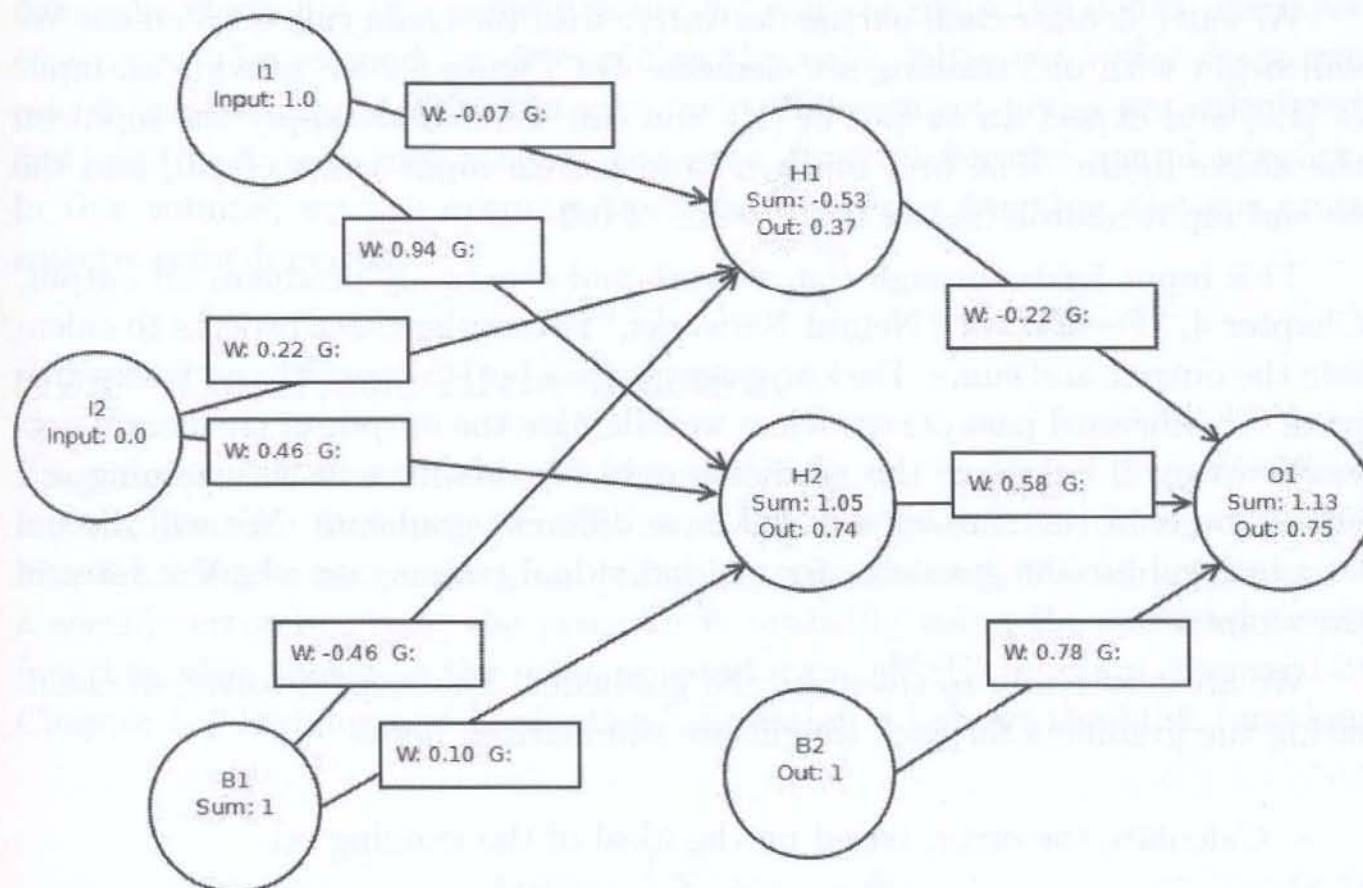 I1
Input: 1.0
W: -0.07 G:
H1
Sum: -0.53
Out: 0.37
W: 0.94 G:
W: -0.22 G:
W: 0.22 G:
I2
Input: 0.0
W: 0.46 G:
H2
Sum: 1.05
Out: 0.74
W: 0.58 G:
O1
Sum: 1.13
Out: 0.75
W: -0.46 G:
W: 0.78 G:
B1
Sum: 1
W: 0.10 G:
B2
Out: 1